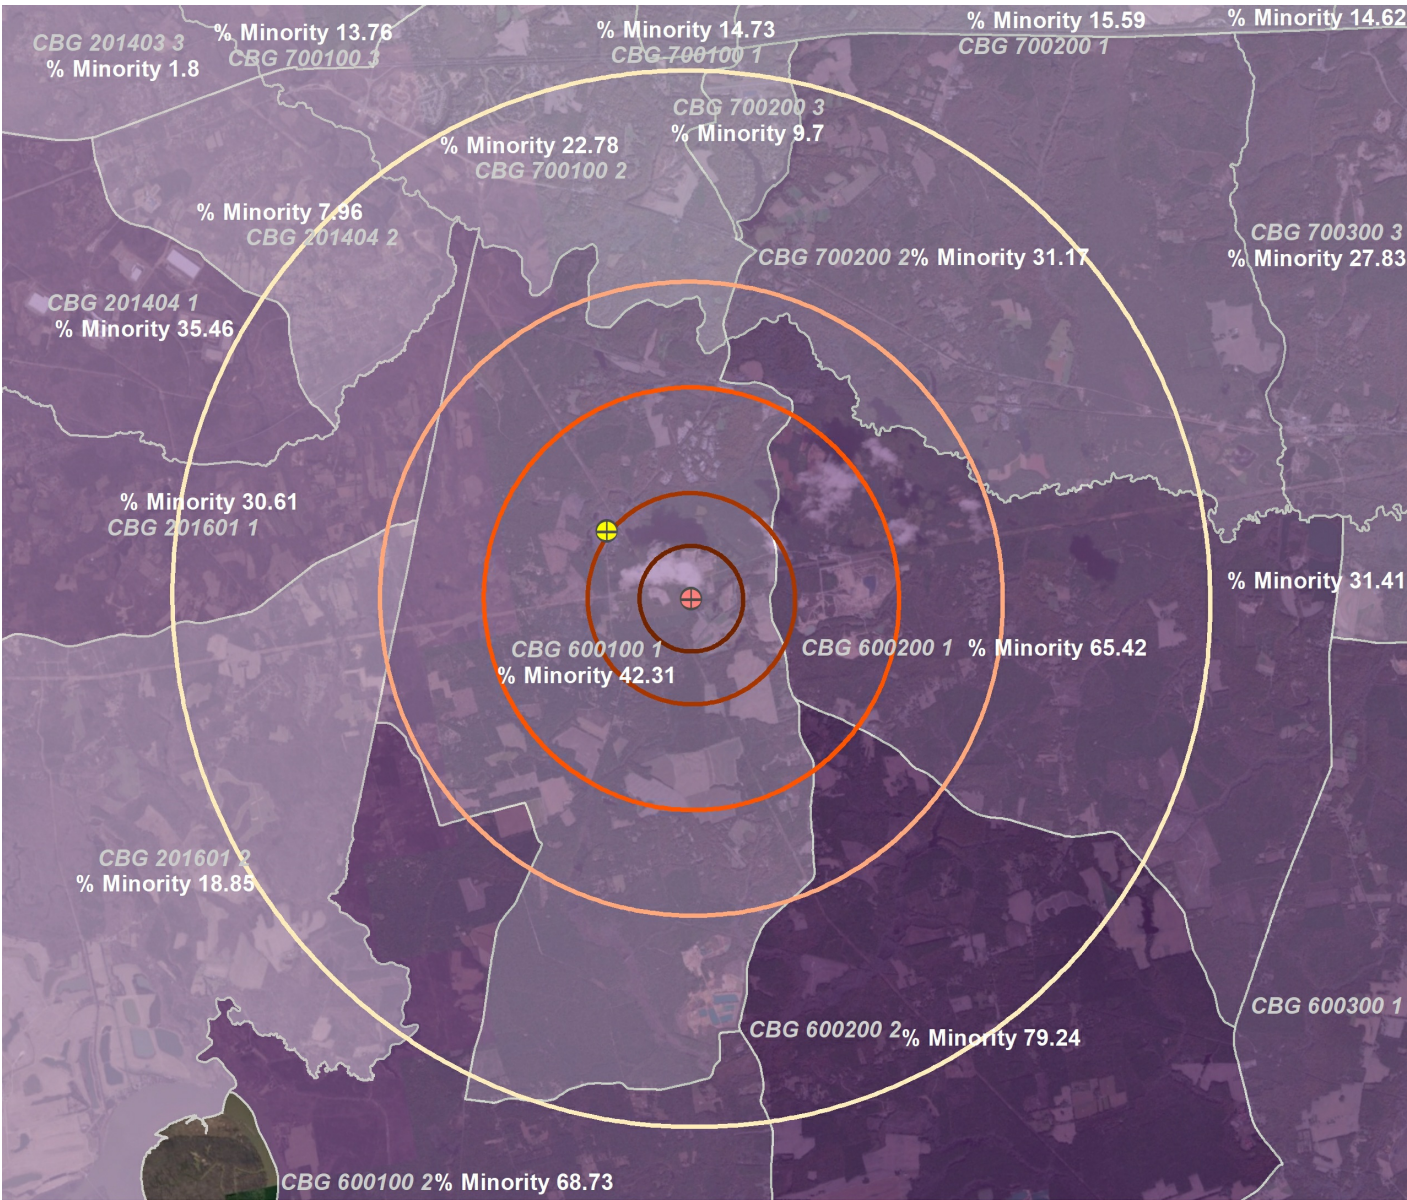 % Minority 13.76
CBG 700100 3
CBG 201403 3
% Minority 1.8
% Minority 14.73
CBG 700100 1
% Minority 15.59
CBG 700200 1
% Minority 14.62
CBG 700200 3
% Minority 9.7
% Minority 22.78
CBG 700100 2
% Minority 7.96
CBG 201404 2
CBG 700200 2% Minority 31.17
CBG 700300 3
% Minority 27.83
CBG 201404 1
% Minority 35.46
% Minority 30.61
CBG 201601 1
% Minority 31.41
CBG 600100 1
% Minority 42.31
CBG 600200 1 % Minority 65.42
CBG 201601 2
% Minority 18.85
CBG 600300 1
CBG 600200 2% Minority 79.24
CBG 600100 2% Minority 68.73